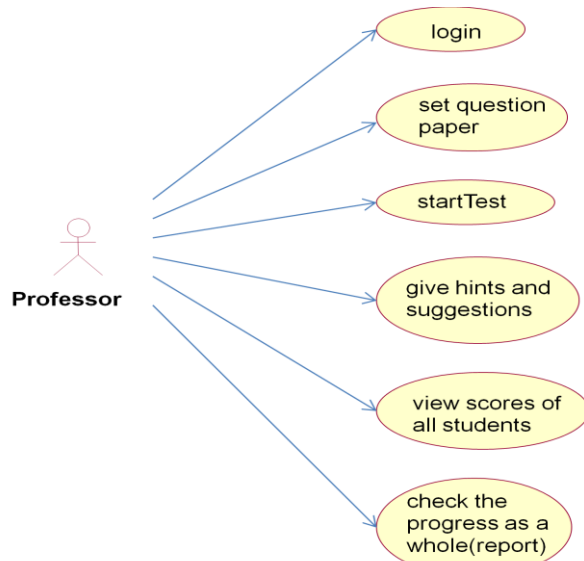 login
set question
paper
startTest
Professor
give hints and
suggestions
view scores of
all students
check the
progress as a
whole(report)